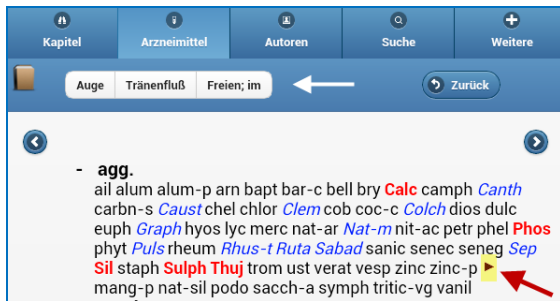 Kapitel Arzneimittel Autoren Suche Weitere
Auge Tränenfluß Freien; im Zurück
- agg.
ail alum alum-p arn bapt bar-c bell bry Calc camph Canth
carbn-s Caust chel chlor Clem cob coc-c Colch dios dulc
euph Graph hyos lyc merc nat-ar Nat-m nit-ac petr phel Phos
phyt Puls rheum Rhus-t Ruta Sabad sanic senec seneg Sep
Sil staph Sulph Thuj trom ust verat vesp zinc zinc-p
mang-p nat-sil podo sacch-a symph tritic-vg vanil